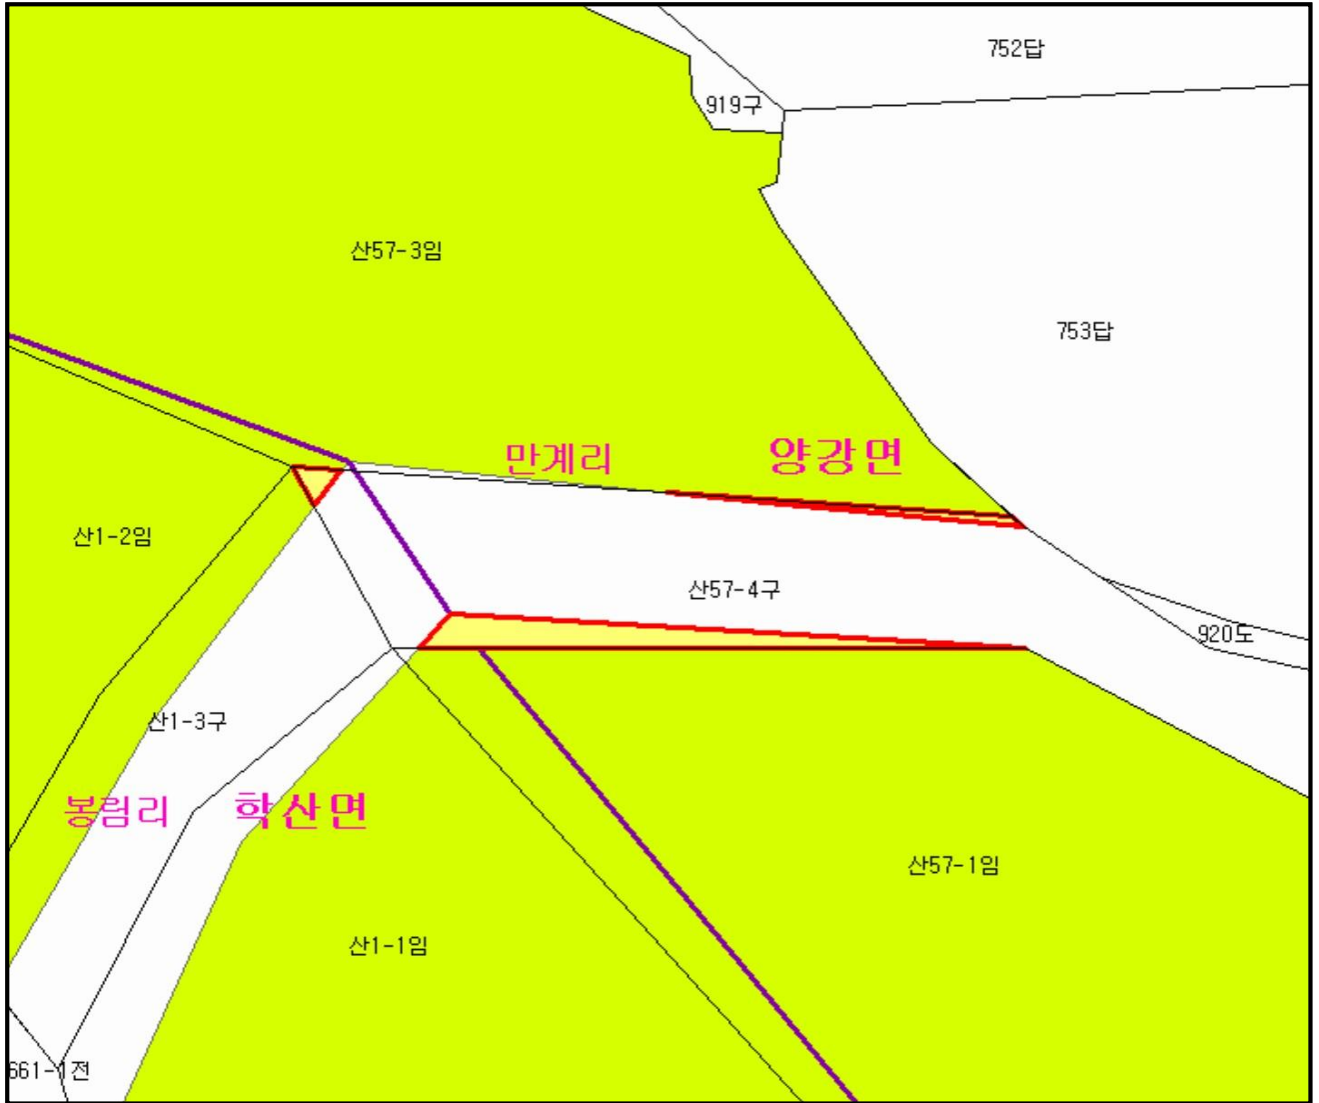 752답
919구
산57-3임
753답
만계리 양강면
산1-2임
산57-4구
920도
산1-3구
봉림리 학산면
산57-1임
산1-1임
661-1전